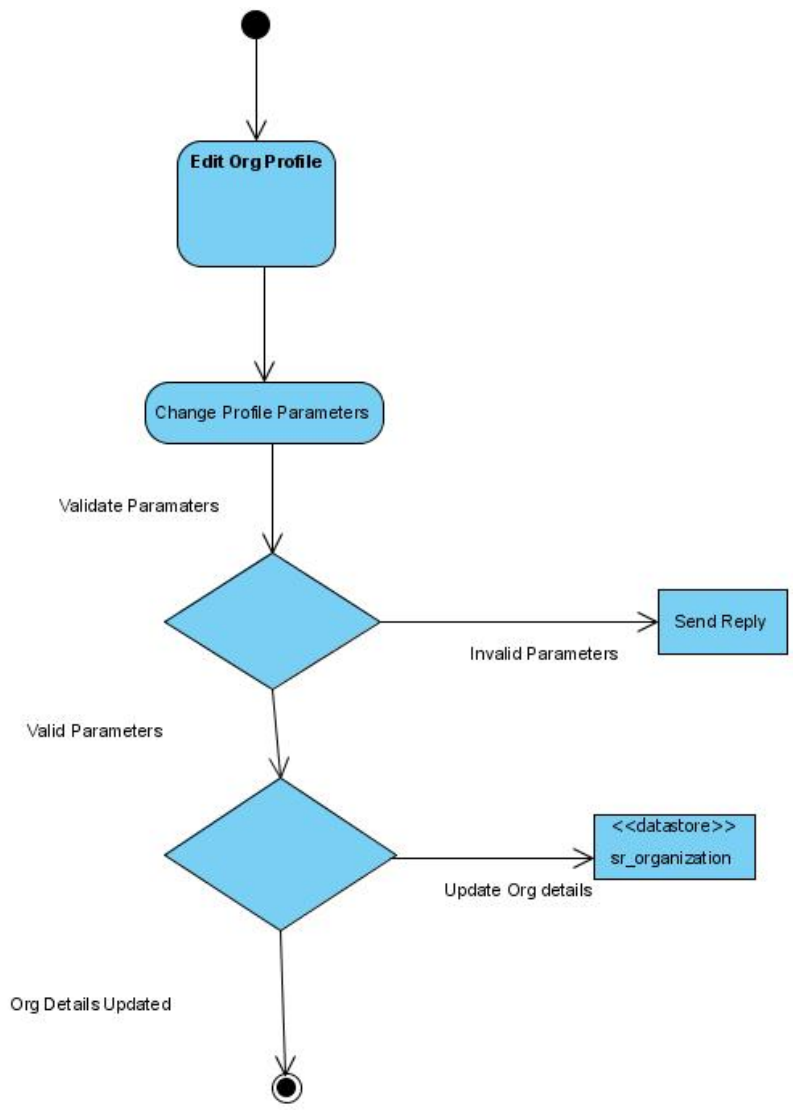 Edit Org Profile
Change Profile Parameters
Validate Paramaters
Send Reply
Invalid Parameters
Valid Parameters
<<datastore>>
sr_organization
Update Org details
Org Details Updated